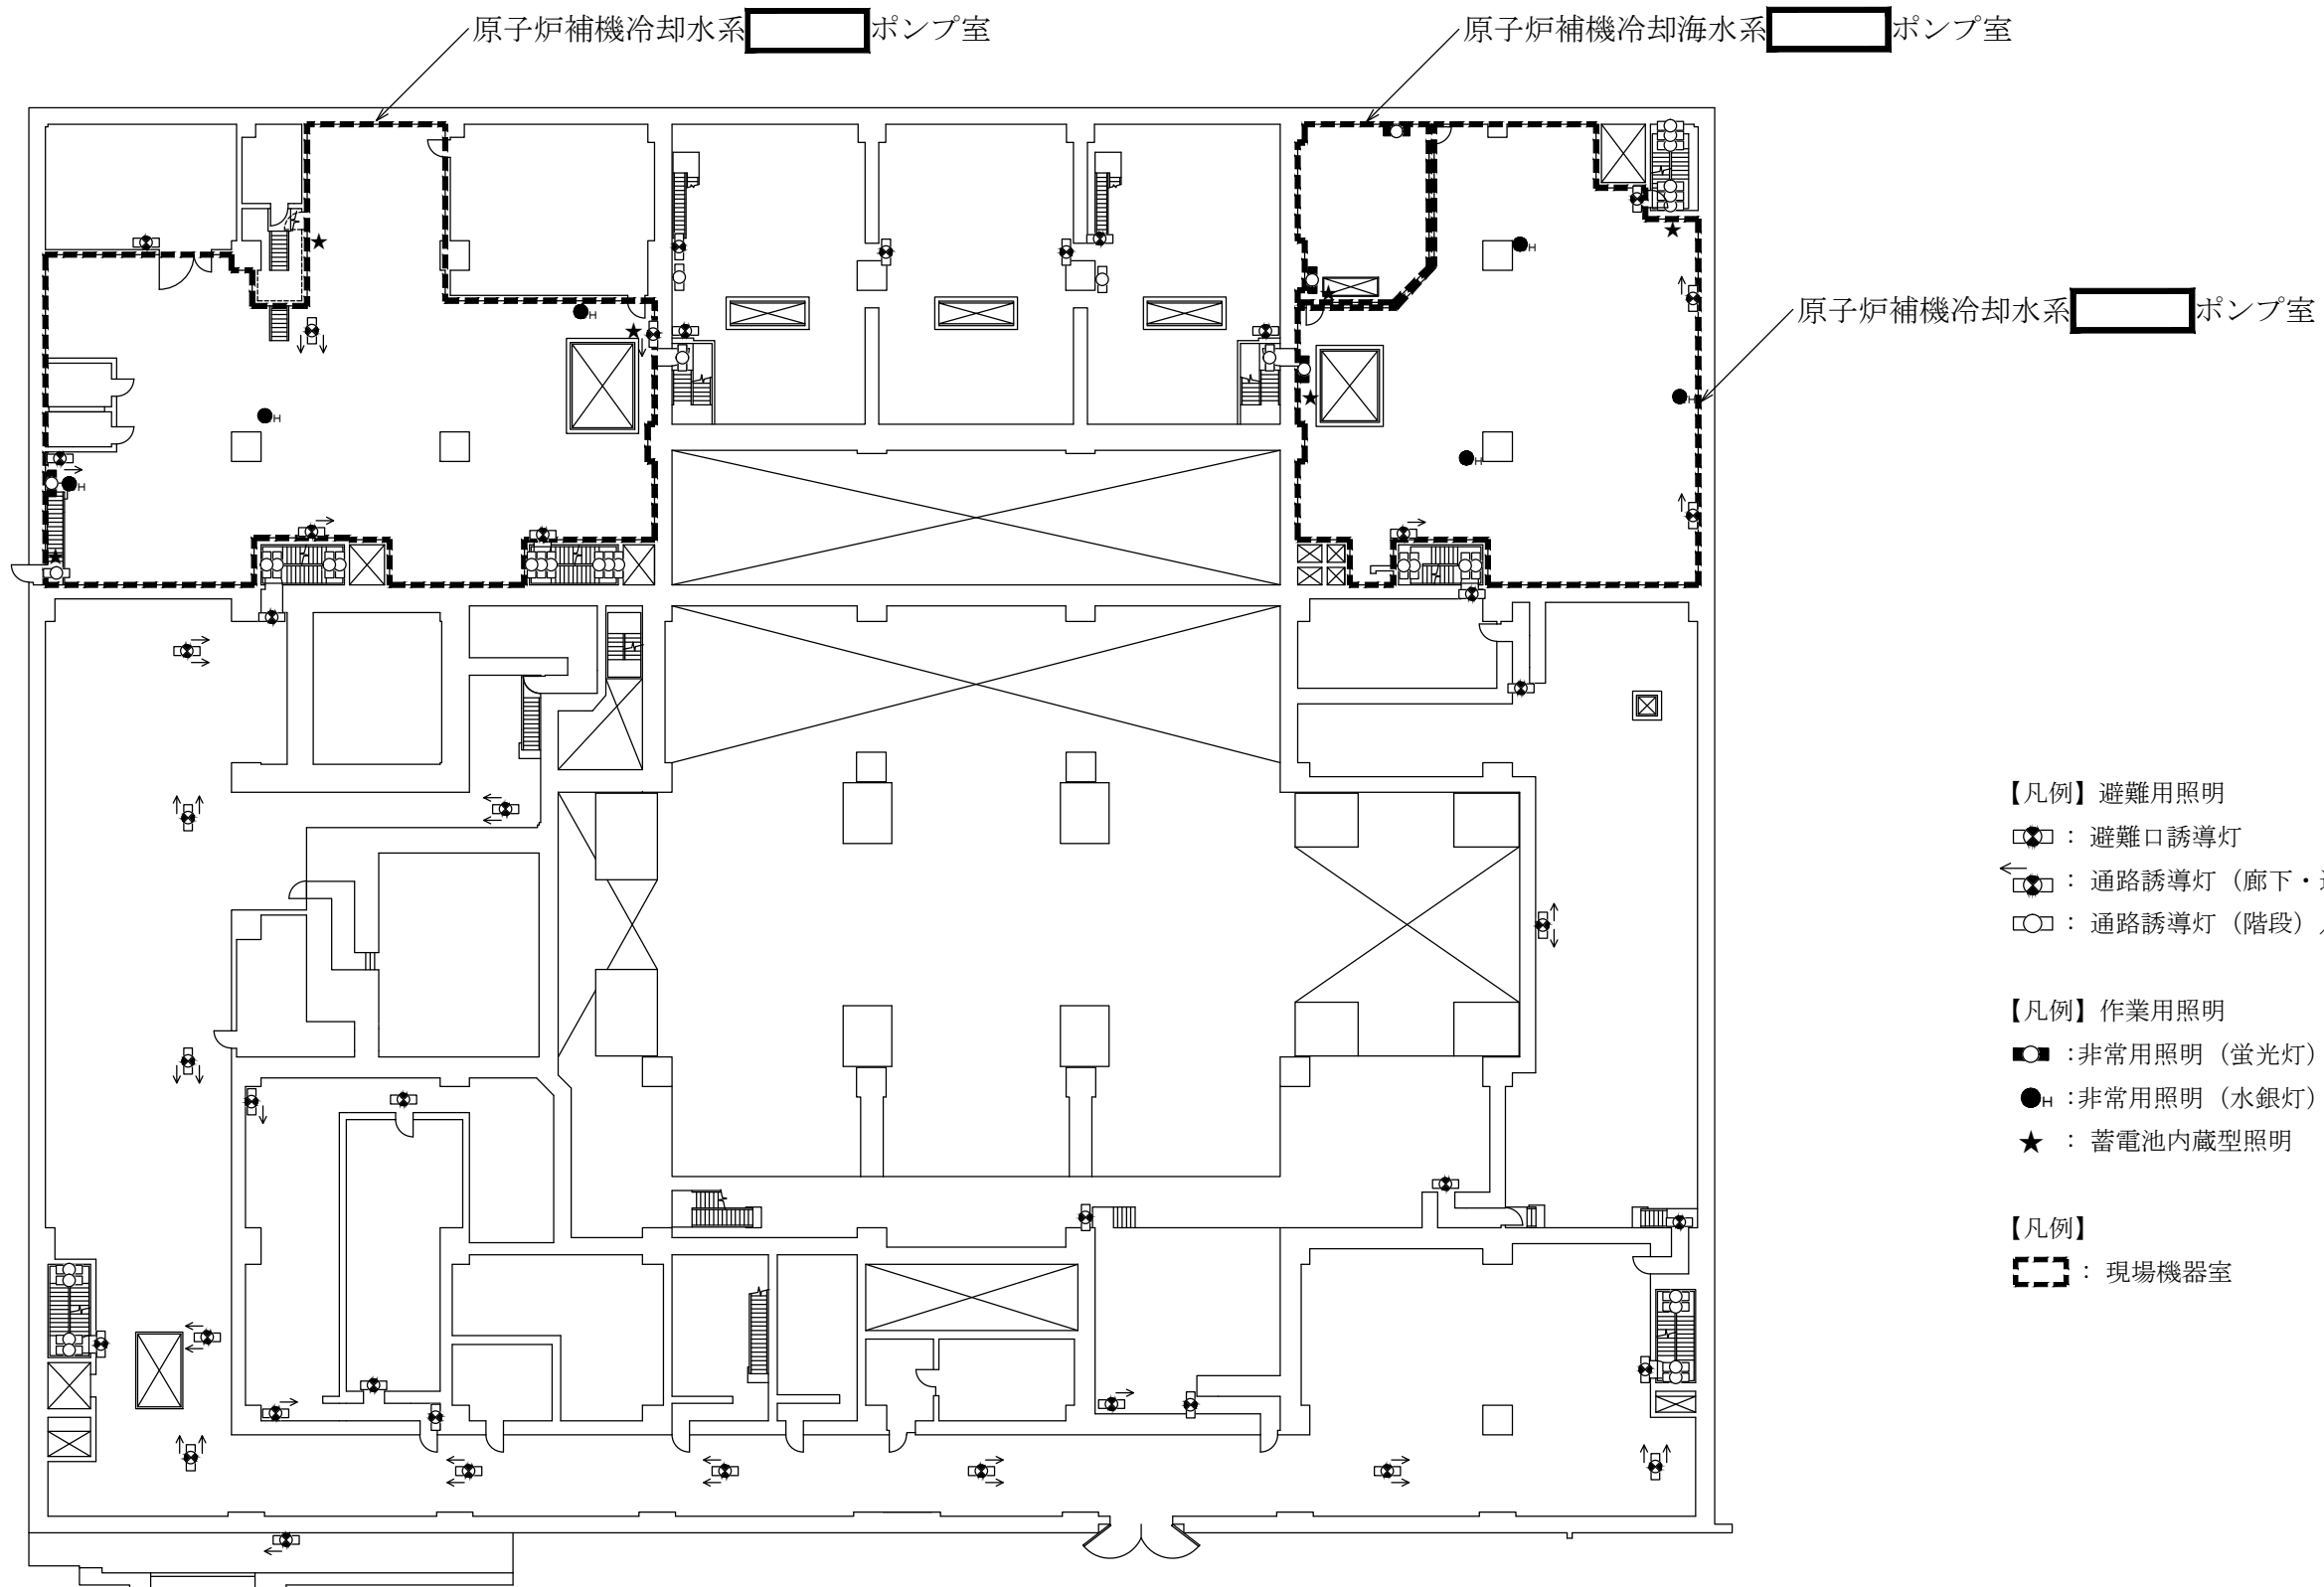 原子炉補機冷却水系 ポンプ室
原子炉補機冷却海水系 ポンプ室
原子炉補機冷却水系 ポンプ室
【凡例】避難用照明
： 避難口誘導灯
： 通路誘導灯（廊下・
： 通路誘導灯（階段）
【凡例】作業用照明
：非常用照明（蛍光灯）
H ：非常用照明（水銀灯）
★ ： 蓄電池内蔵型照明
【凡例】
： 現場機器室
H
H
H
H
H
H